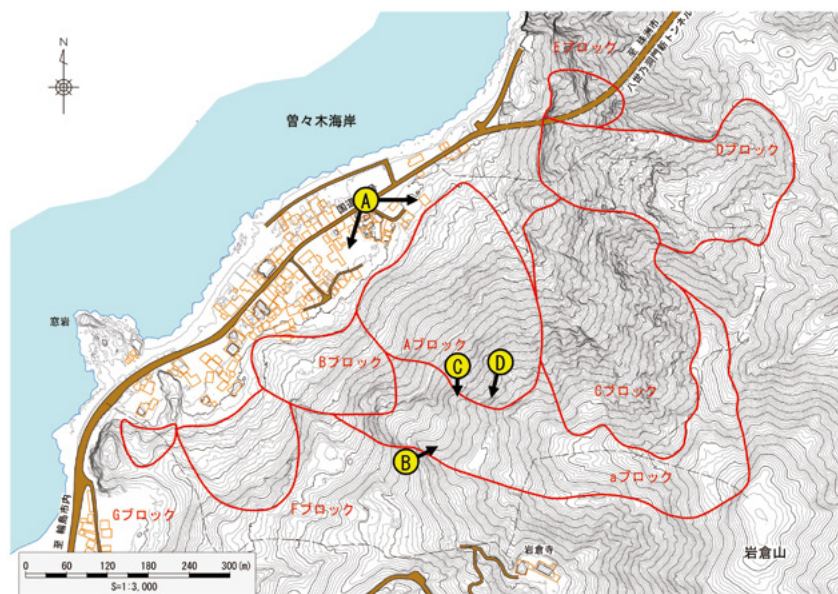 N
Eブロック
至 珠洲市
八世乃洞門新トンネル
曽々木海岸
Dブロック
A
国道
窓岩
Aブロック
Bブロック
C
D
Cブロック
B
aブロック
Gブロック
Fブロック
至 輪島市内
岩倉寺
岩倉山
0 60 120 180 240 300(m)
S=1:3,000